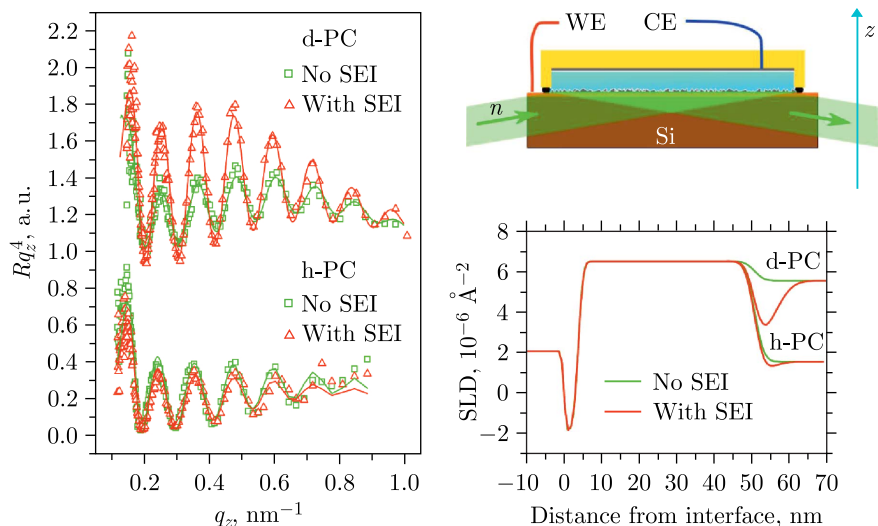 2.2
2.0
1.8
1.6
1.4
1.2
1.0
0.8
0.6
0.4
0.2
0.0
Rq_z^4, a. u.
d-PC
No SEI
With SEI
h-PC
No SEI
With SEI
0.2 0.4 0.6 0.8 1.0
q_z, nm⁻¹
WE CE z
n
Si
8
6
4
2
0
−2
SLD, 10⁻⁶ Å−2
d-PC
h-PC
No SEI
With SEI
−10 0 10 20 30 40 50 60 70
Distance from interface, nm